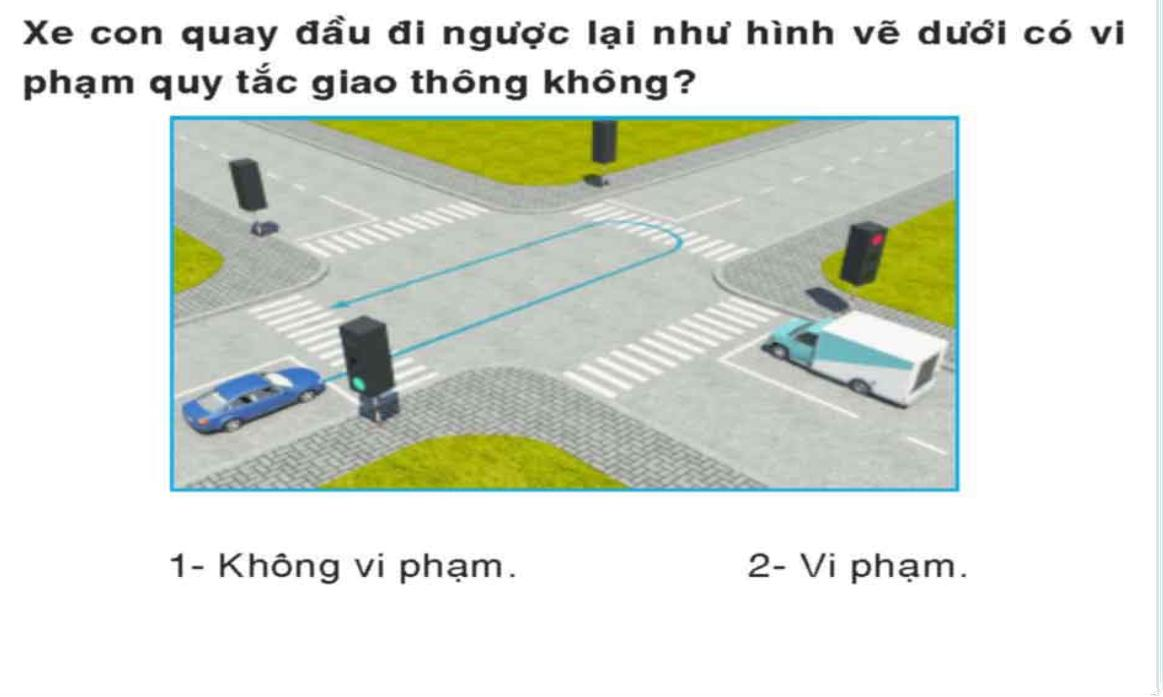 Xe con quay đầu đi ngược lại như hình vẽ dưới có vi
phạm quy tắc giao thông không?
1- Không vi phạm.
2- Vi phạm.